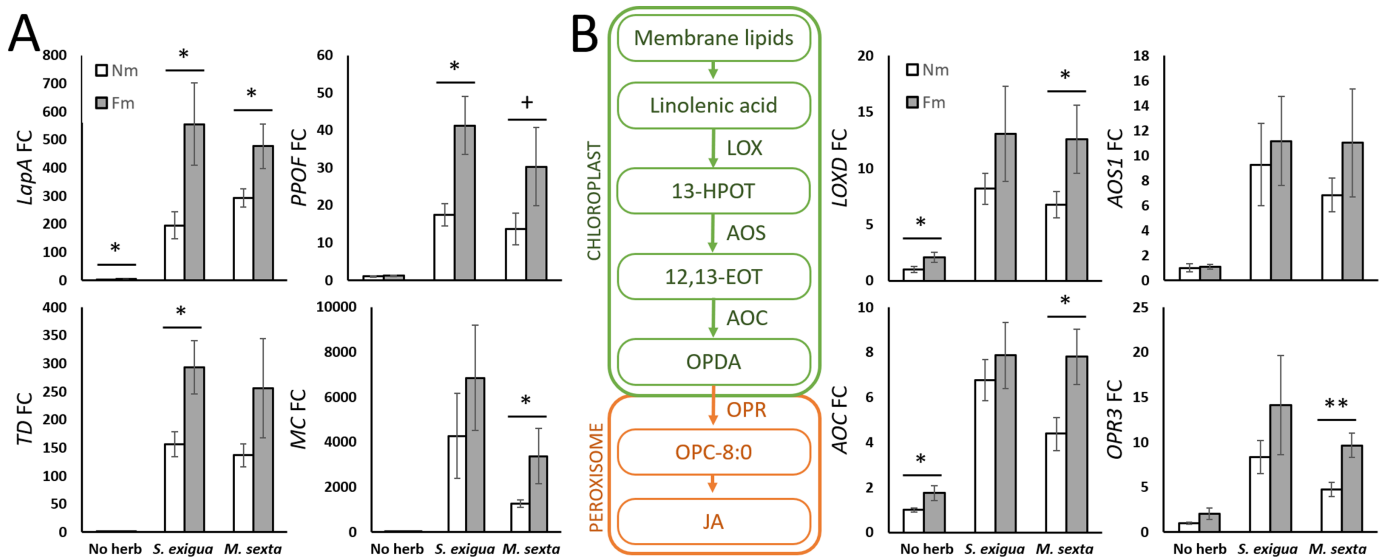 A
LapA FC
800
700
600
500
400
300
200
100
0
Nm
Fm
*
*
*
PPOF FC
60
50
40
30
20
10
0
*
+
TD FC
400
350
300
250
200
150
100
50
0
*
No herb S. exigua M. sexta
MC FC
10000
8000
6000
4000
2000
0
*
No herb S. exigua M. sexta
B
CHLOROPLAST
Membrane lipids
Linolenic acid
LOX
13-HPOT
AOS
12,13-EOT
AOC
OPDA
PEROXISOME
OPR
OPC-8:0
JA
LOXD FC
20
15
10
5
0
Nm
Fm
*
*
AOS1 FC
18
16
14
12
10
8
6
4
2
0
AOC FC
10
8
6
4
2
0
*
*
No herb S. exigua M. sexta
OPR3 FC
25
20
15
10
5
0
**
No herb S. exigua M. sexta